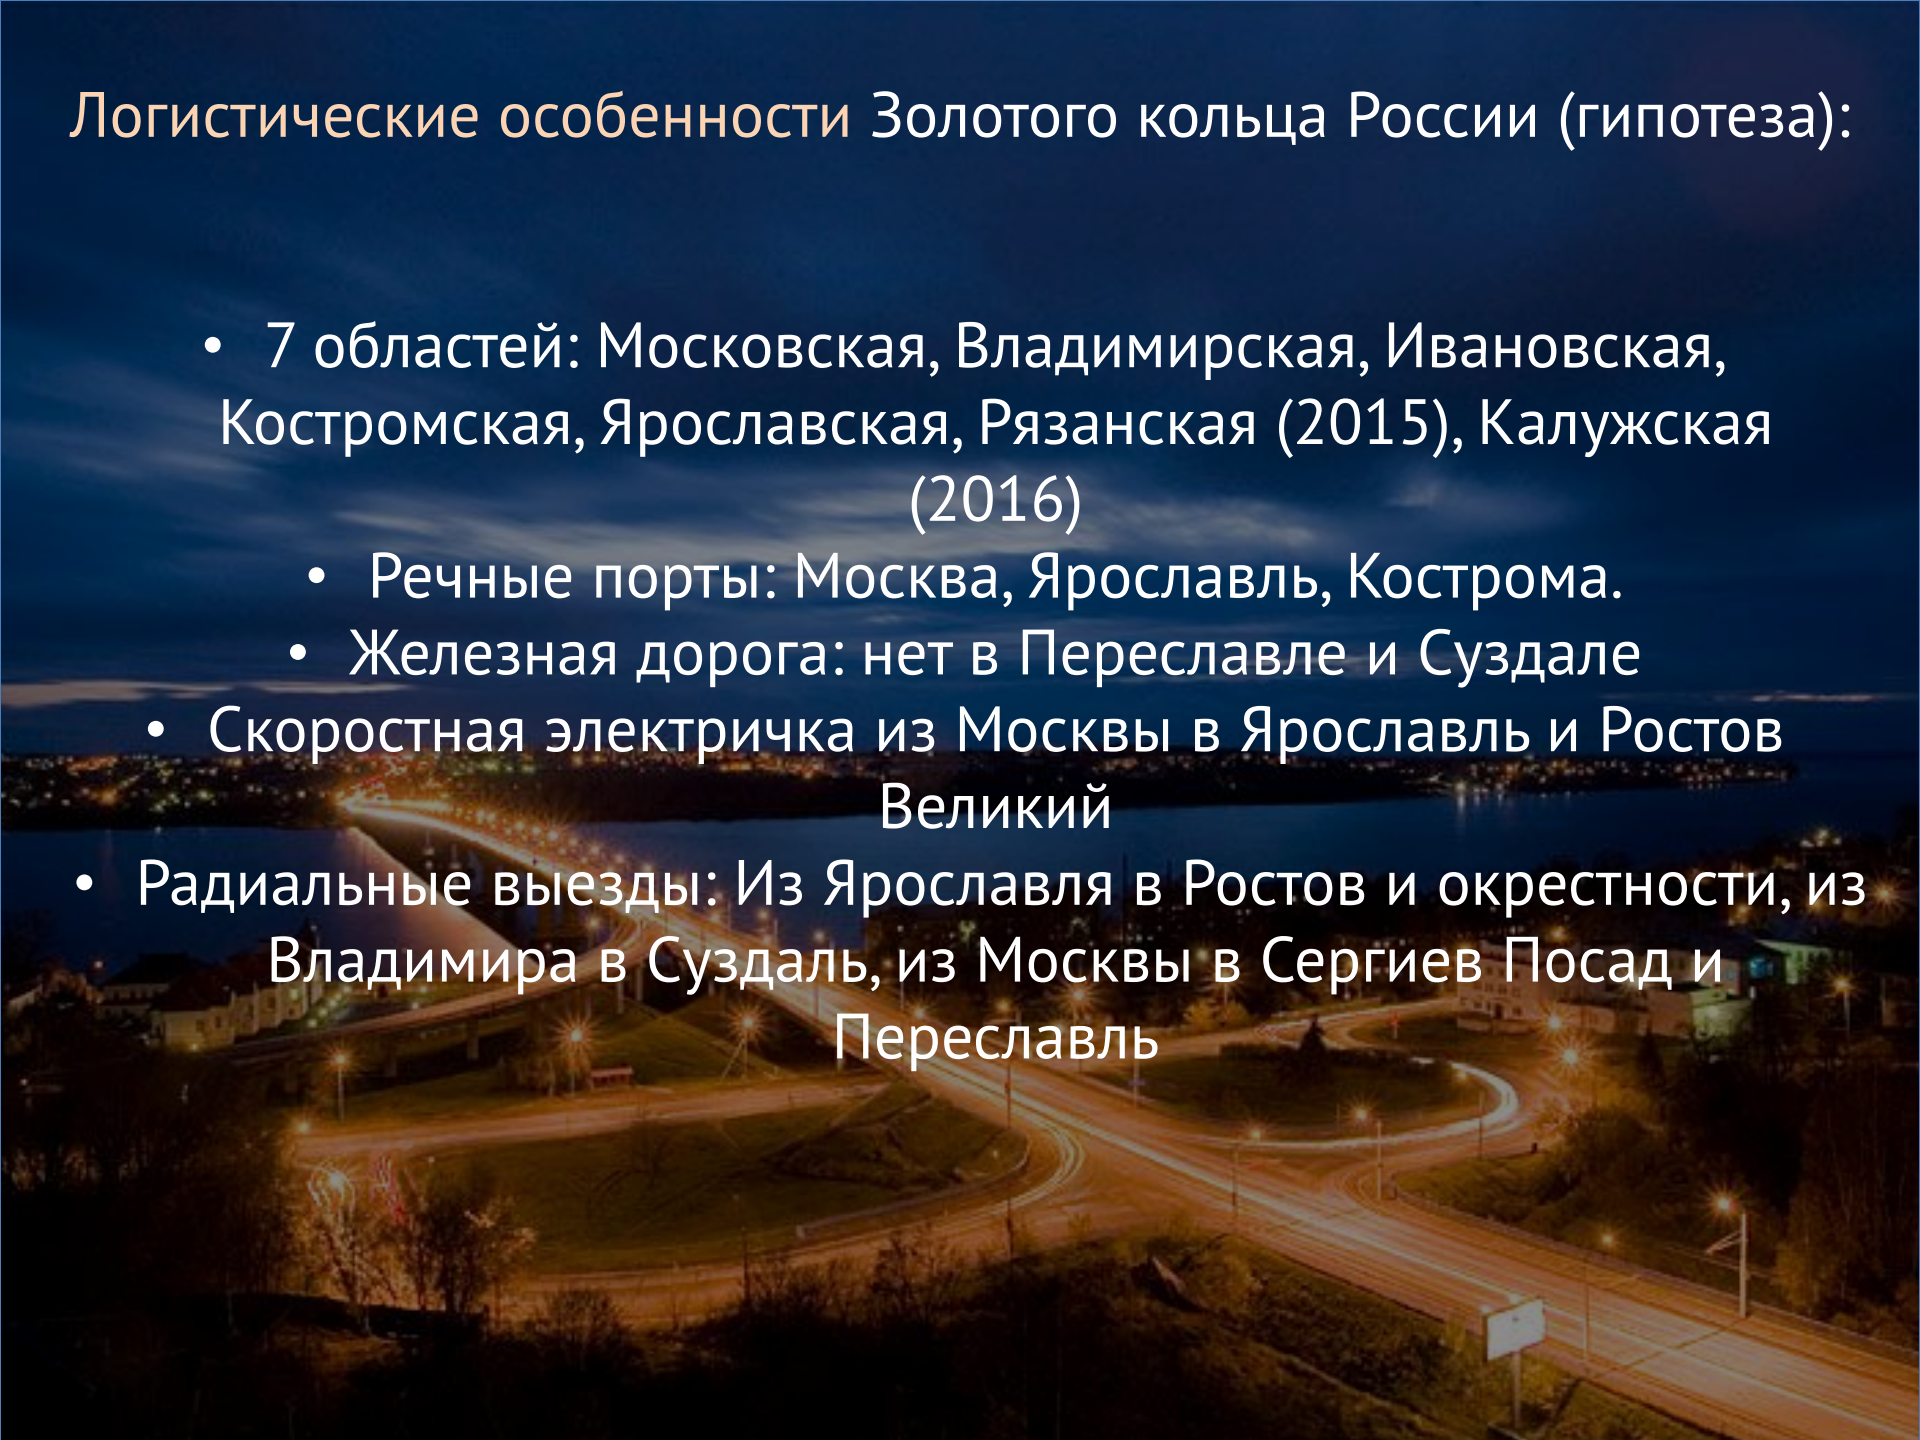 Логистические особенности Золотого кольца России (гипотеза):
• 7 областей: Московская, Владимирская, Ивановская,
Костромская, Ярославская, Рязанская (2015), Калужская
(2016)
• Речные порты: Москва, Ярославль, Кострома.
• Железная дорога: нет в Переславле и Суздале
• Скоростная электричка из Москвы в Ярославль и Ростов
Великий
• Радиальные выезды: Из Ярославля в Ростов и окрестности, из
Владимира в Суздаль, из Москвы в Сергиев Посад и
Переславль